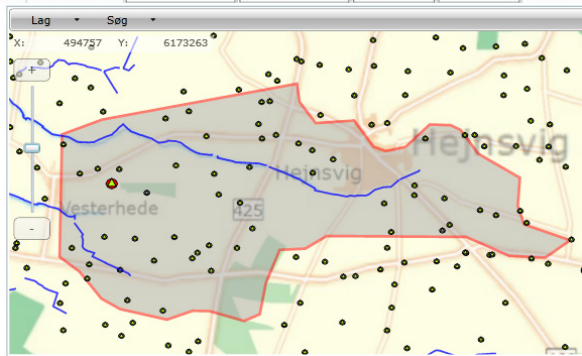 Lag Søg
X: 494757 Y: 6173263
+
Hejnsvig
Hejnsvig
Vesterhede
425
-